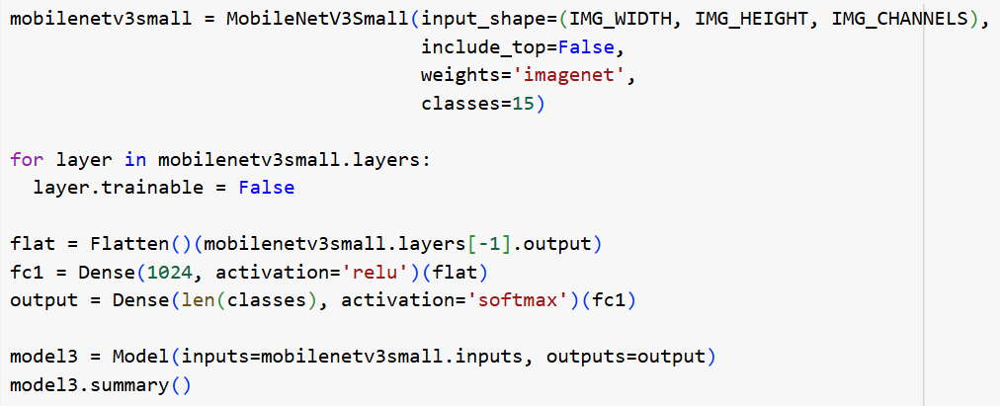 mobilenetv3small = MobileNetV3Small(input_shape=(IMG_WIDTH, IMG_HEIGHT, IMG_CHANNELS),
                                    include_top=False,
                                    weights='imagenet',
                                    classes=15)

for layer in mobilenetv3small.layers:
  layer.trainable = False

flat = Flatten()(mobilenetv3small.layers[-1].output)
fc1 = Dense(1024, activation='relu')(flat)
output = Dense(len(classes), activation='softmax')(fc1)

model3 = Model(inputs=mobilenetv3small.inputs, outputs=output)
model3.summary()